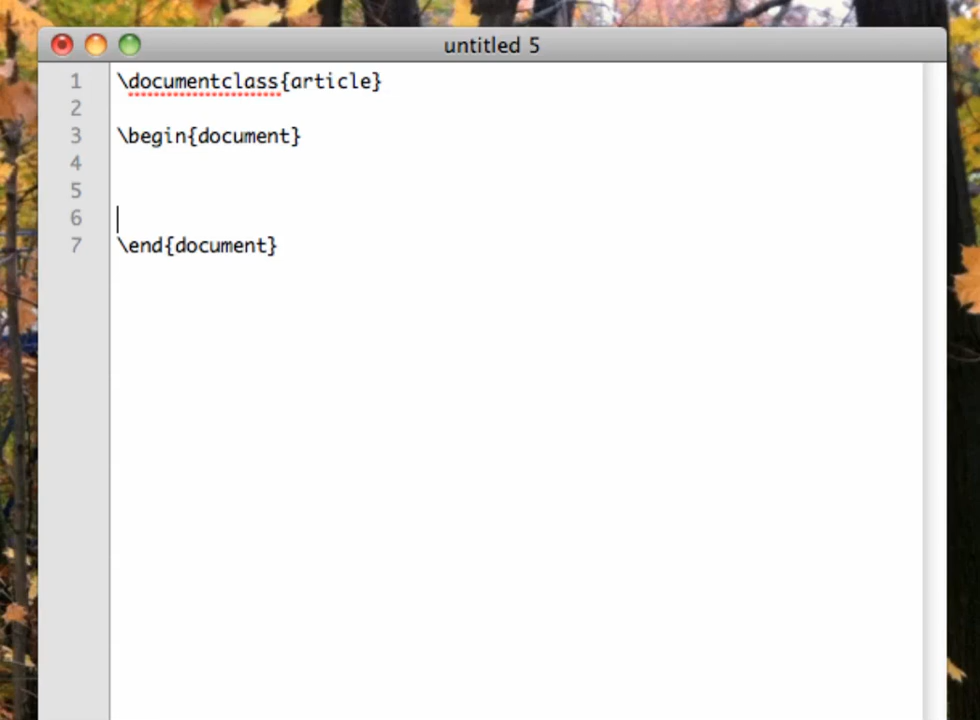 untitled 5
1 \documentclass{article}
2
3 \begin{document}
4
5
6
7 \end{document}